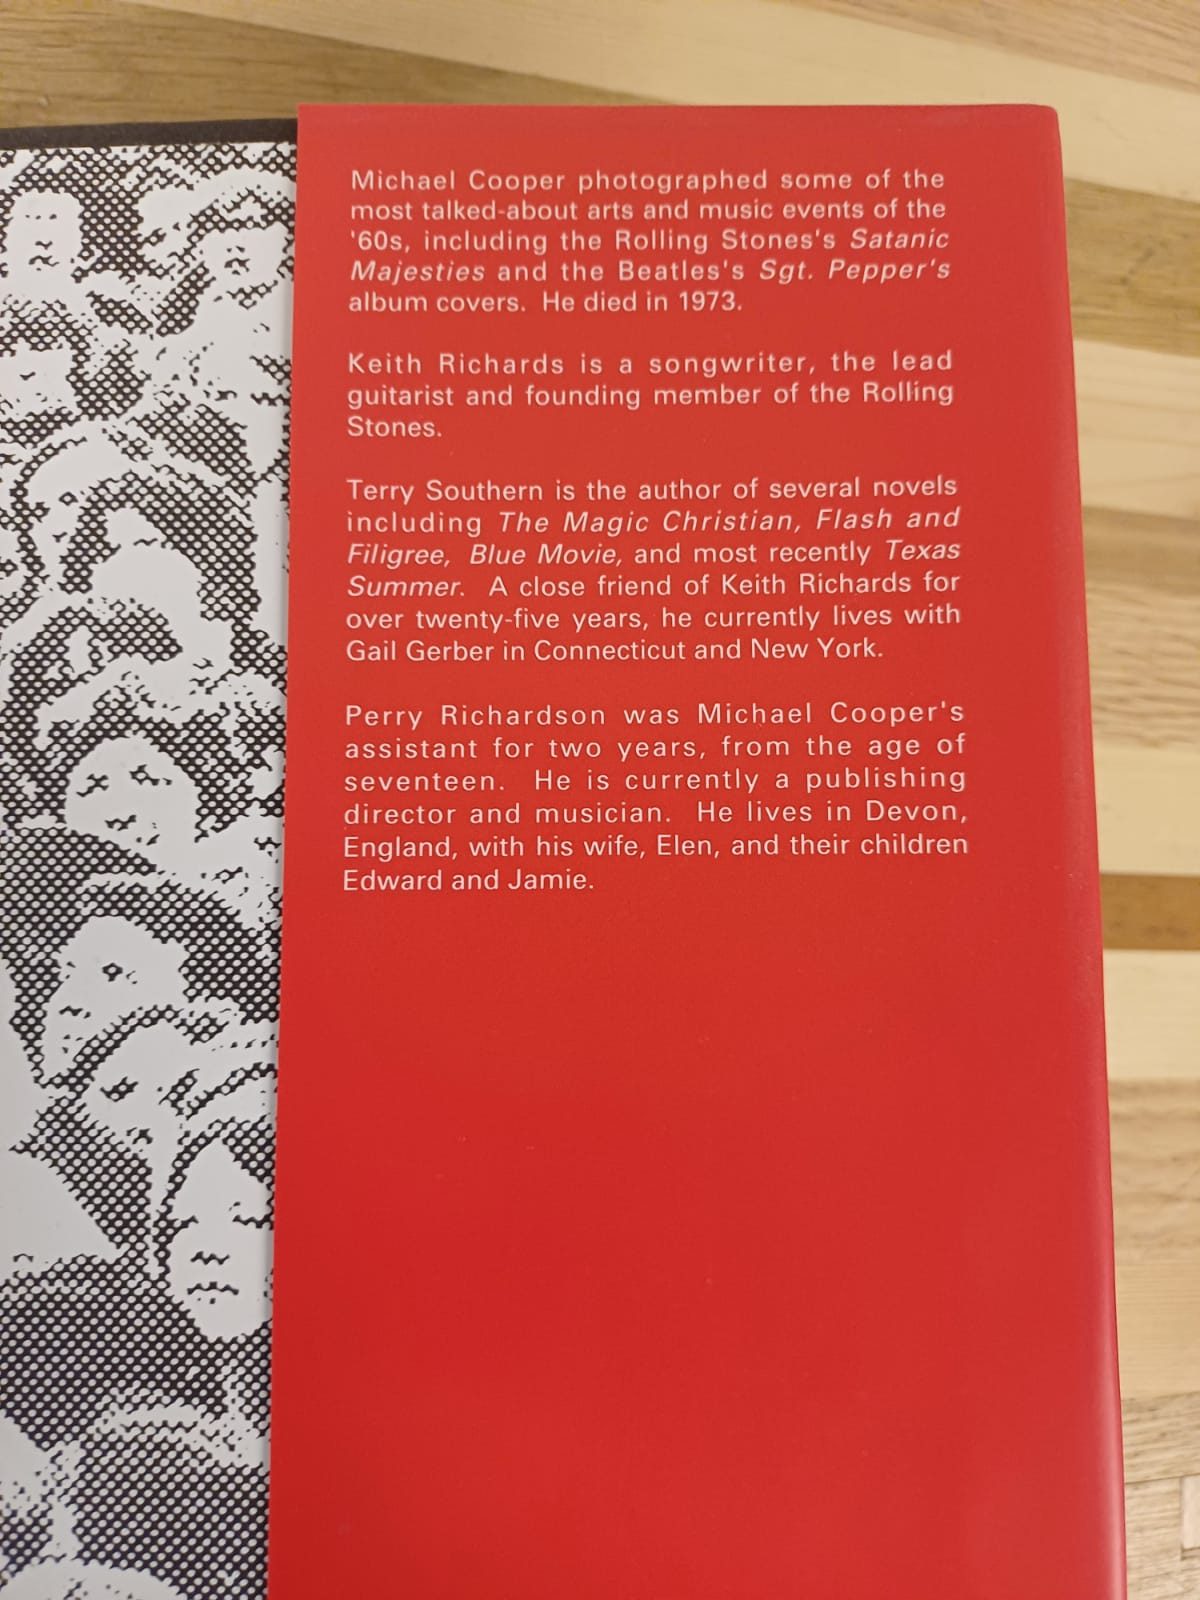 Michael Cooper photographed some of the
most talked-about arts and music events of the
'60s, including the Rolling Stones's Satanic
Majesties and the Beatles's Sgt. Pepper's
album covers. He died in 1973.
Keith Richards is a songwriter, the lead
guitarist and founding member of the Rolling
Stones.
Terry Southern is the author of several novels
including The Magic Christian, Flash and
Filigree, Blue Movie, and most recently Texas
Summer. A close friend of Keith Richards for
over twenty-five years, he currently lives with
Gail Gerber in Connecticut and New York.
Perry Richardson was Michael Cooper's
assistant for two years, from the age of
seventeen. He is currently a publishing
director and musician. He lives in Devon,
England, with his wife, Elen, and their children
Edward and Jamie.